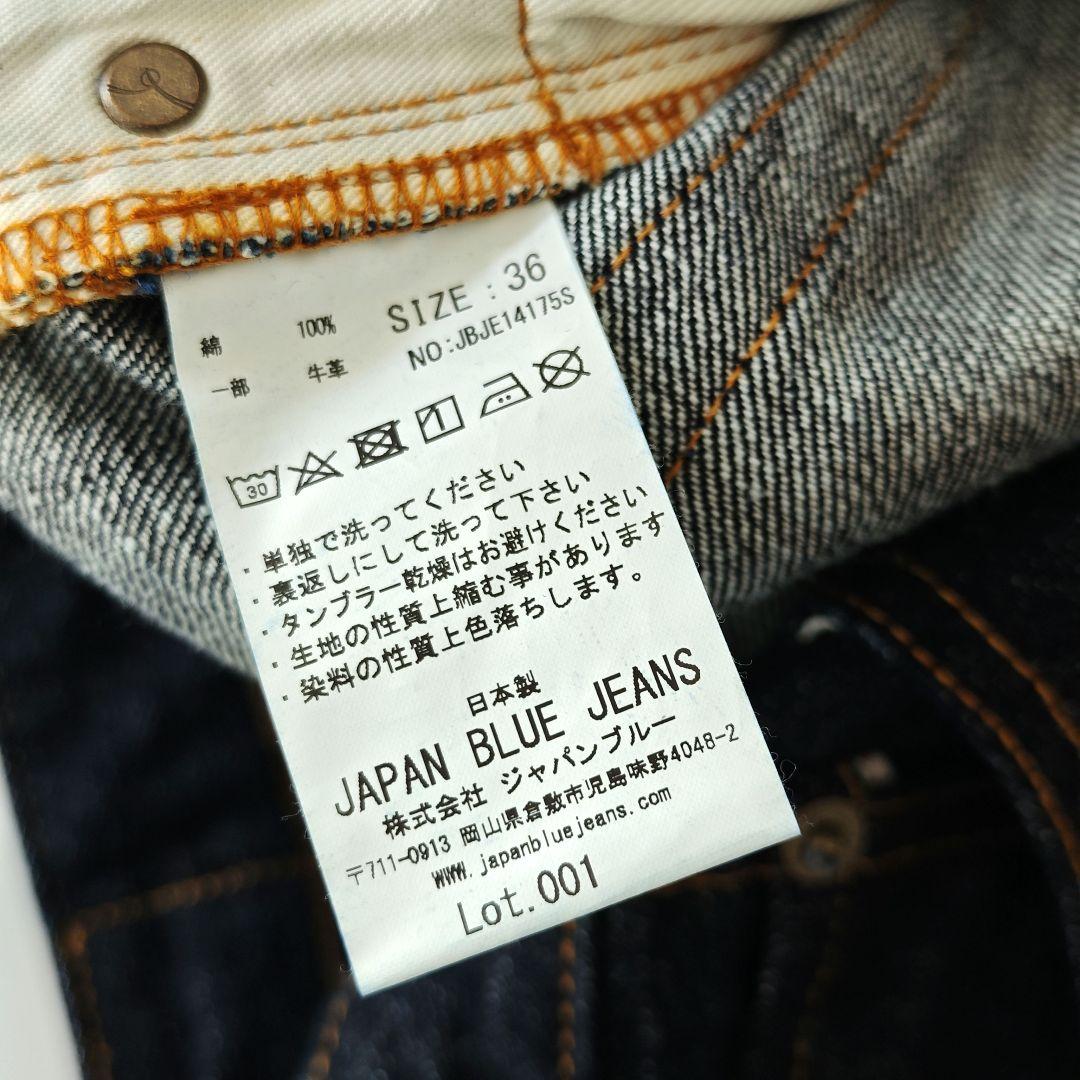 綿 100%
一部 牛革
SIZE : 36
NO:JBJE14175S
30
・単独で洗ってください
・裏返しにして洗って下さい
・タンブラー乾燥はお避けください
・生地の性質上縮む事があります
・染料の性質上色落ちします。
日本製
JAPAN BLUE JEANS
株式会社 ジャパンブルー
〒711-0913 岡山県倉敷市児島味野4048-2
www.japanbluejeans.com
Lot.001